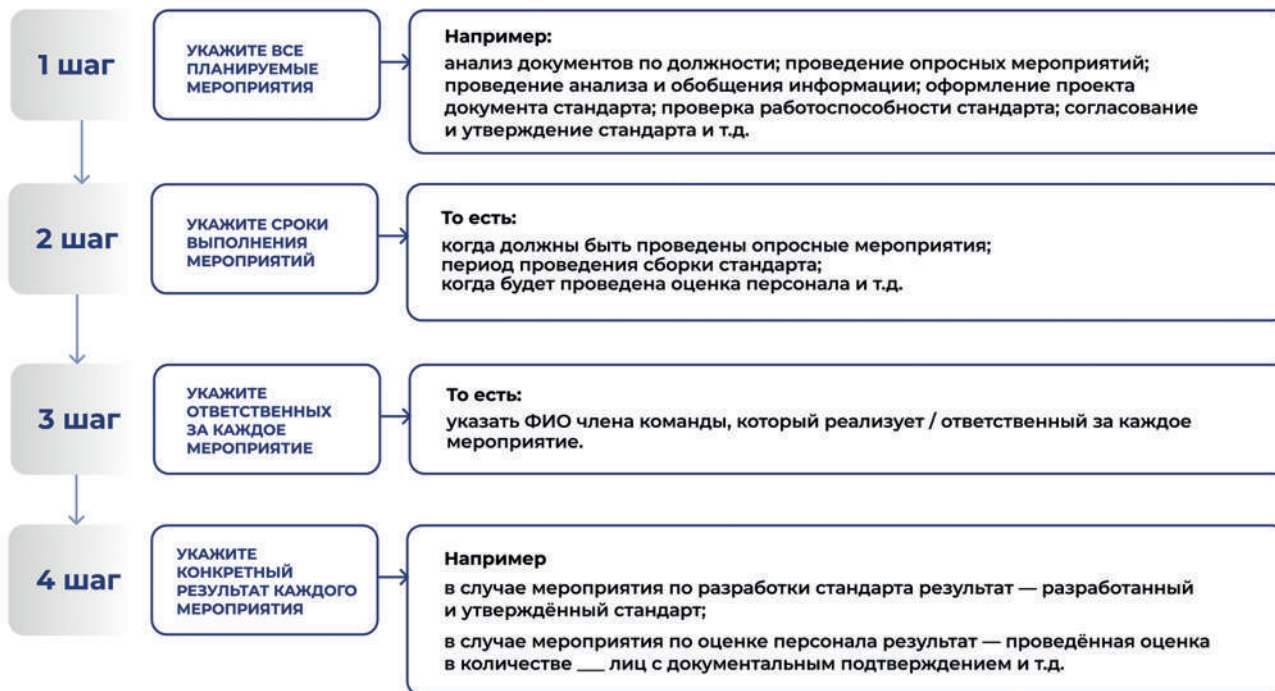 1 шаг
УКАЖИТЕ ВСЕ
ПЛАНИРУЕМЫЕ
МЕРОПРИЯТИЯ
Например:
анализ документов по должности; проведение опросных мероприятий;
проведение анализа и обобщения информации; оформление проекта
документа стандарта; проверка работоспособности стандарта; согласование
и утверждение стандарта и т.д.
2 шаг
УКАЖИТЕ СРОКИ
ВЫПОЛНЕНИЯ
МЕРОПРИЯТИЙ
То есть:
когда должны быть проведены опросные мероприятия;
период проведения сборки стандарта;
когда будет проведена оценка персонала и т.д.
3 шаг
УКАЖИТЕ
ОТВЕТСТВЕННЫХ
ЗА КАЖДОЕ
МЕРОПРИЯТИЕ
То есть:
указать ФИО члена команды, который реализует / ответственный за каждое
мероприятие.
4 шаг
УКАЖИТЕ
КОНКРЕТНЫЙ
РЕЗУЛЬТАТ КАЖДОГО
МЕРОПРИЯТИЯ
Например
в случае мероприятия по разработки стандарта результат — разработанный
и утверждённый стандарт;
в случае мероприятия по оценке персонала результат — проведённая оценка
в количестве ___ лиц с документальным подтверждением и т.д.